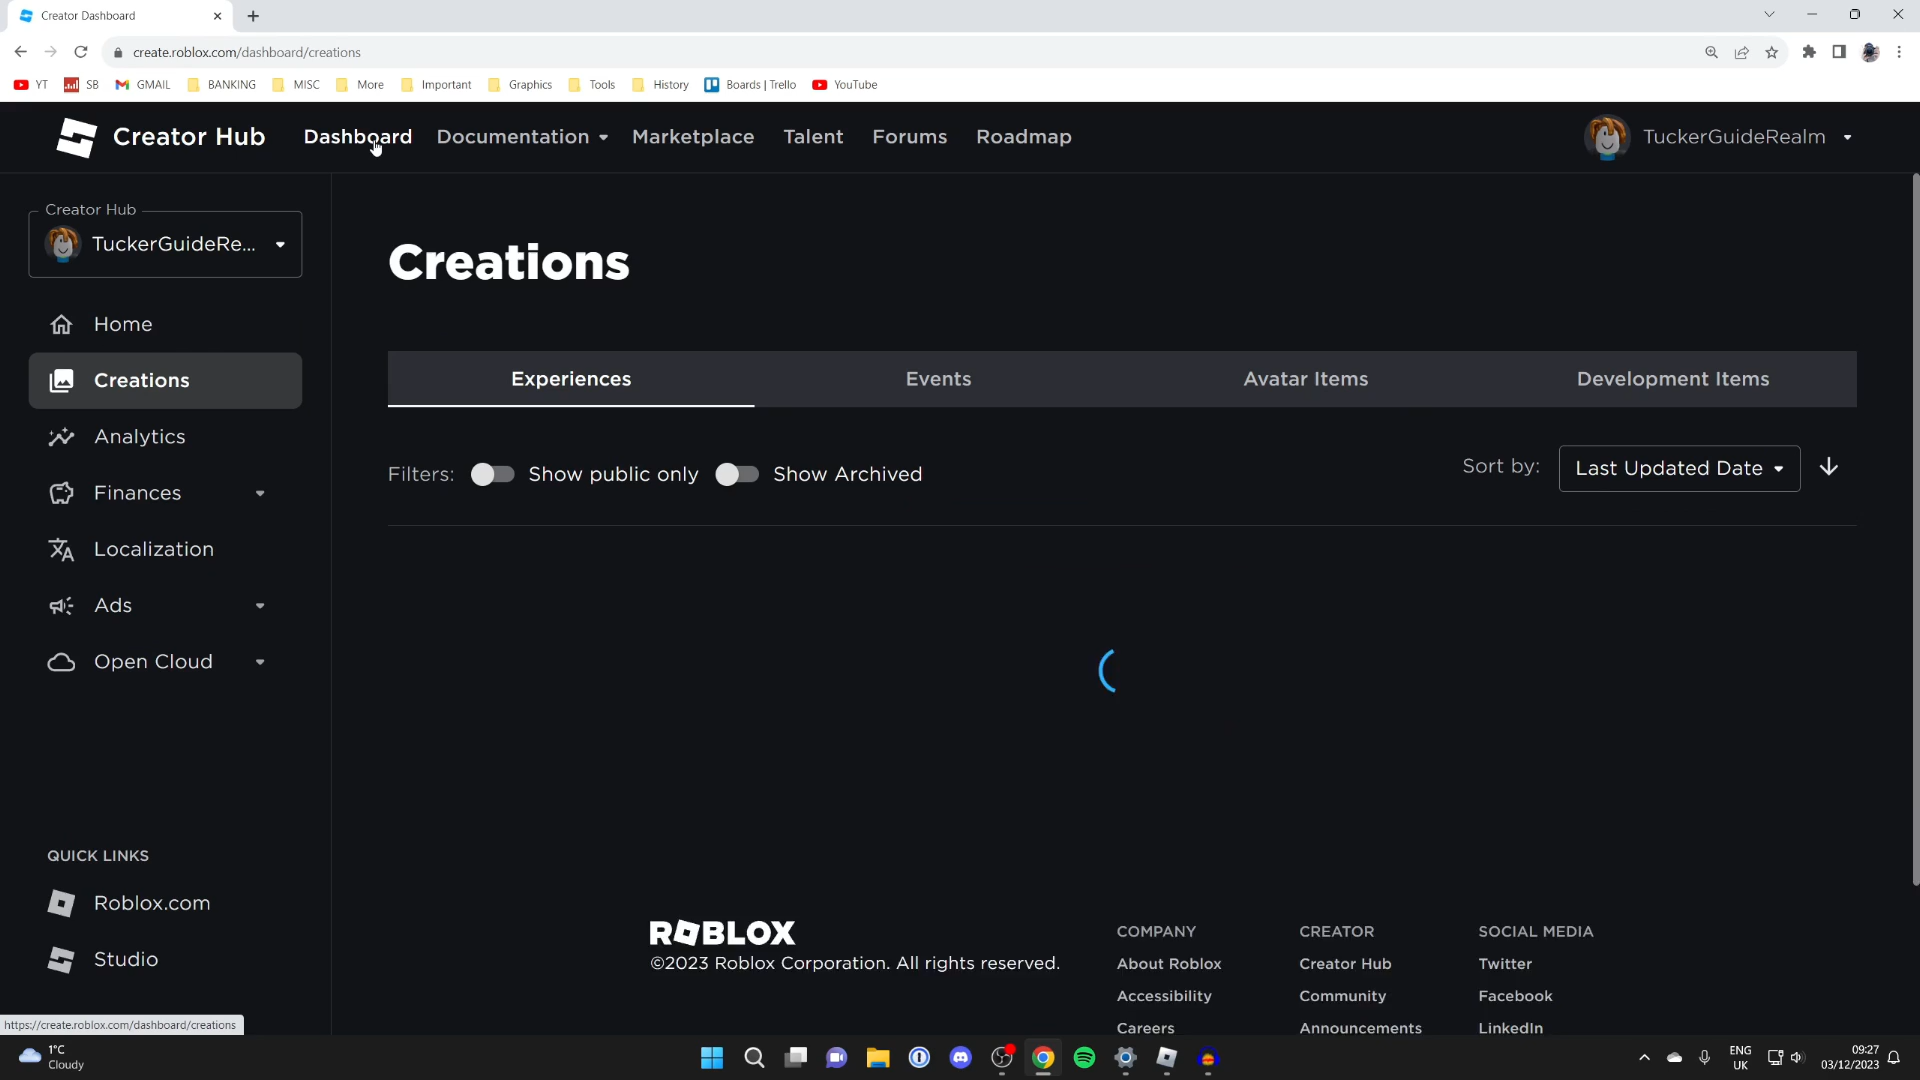 Creator Dashboard
create.roblox.com/dashboard/creations
YT SB GMAIL BANKING MISC More Important Graphics Tools History Boards | Trello YouTube
Creator Hub Dashboard Documentation Marketplace Talent Forums Roadmap TuckerGuideRealm
Creator Hub
TuckerGuideRe...
Home
Creations
Analytics
Finances
Localization
Ads
Open Cloud
QUICK LINKS
Roblox.com
Studio
Creations
Experiences Events Avatar Items Development Items
Filters: Show public only Show Archived Sort by: Last Updated Date
ROBLOX
©2023 Roblox Corporation. All rights reserved.
COMPANY
About Roblox
Accessibility
Careers
CREATOR
Creator Hub
Community
Announcements
SOCIAL MEDIA
Twitter
Facebook
LinkedIn
https://create.roblox.com/dashboard/creations
1°C
Cloudy
ENG
UK
09:27
03/12/2023